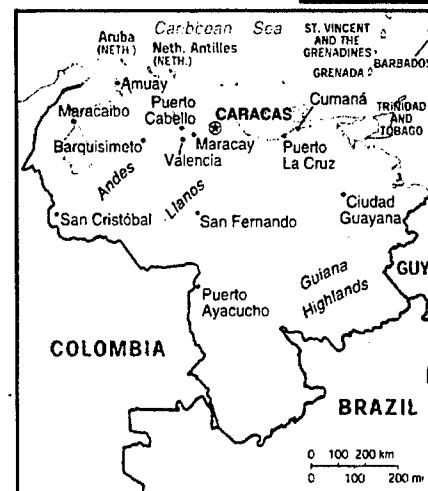 Caribbean Sea
Aruba
(NETH.)
Neth. Antilles
(NETH.)
ST. VINCENT
AND THE
GRENADINES
GRENADA
BARBADOS
Amuay
Maracaibo
Puerto
Cabello
CARACAS
Cumaná
TRINIDAD
AND
TOBAGO
Barquisimeto
Valencia
Maracay
Puerto
La Cruz
Andes
Llanos
Ciudad
Guayana
San Cristóbal
San Fernando
Puerto
Ayacucho
Guiana
Highlands
GUY
COLOMBIA
BRAZIL
0 100 200 km
0 100 200 m